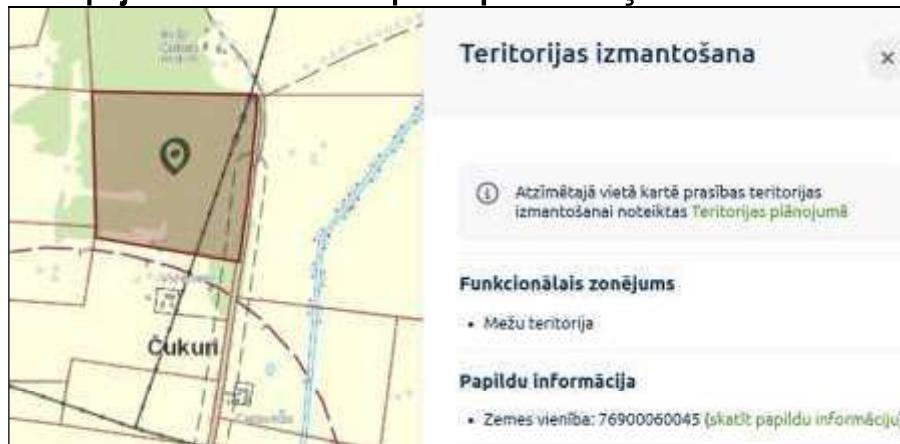 Teritorijas izmantošana
×
Atzīmētajā vietā kartē prasības teritorijas
izmantošanai noteiktas Teritorijas plānojumā
Funkcionālais zonējums
• Mežu teritorija
Papildu informācija
• Zemes vienība: 76900060045 (skatīt papildu informāciju)
Čukuri